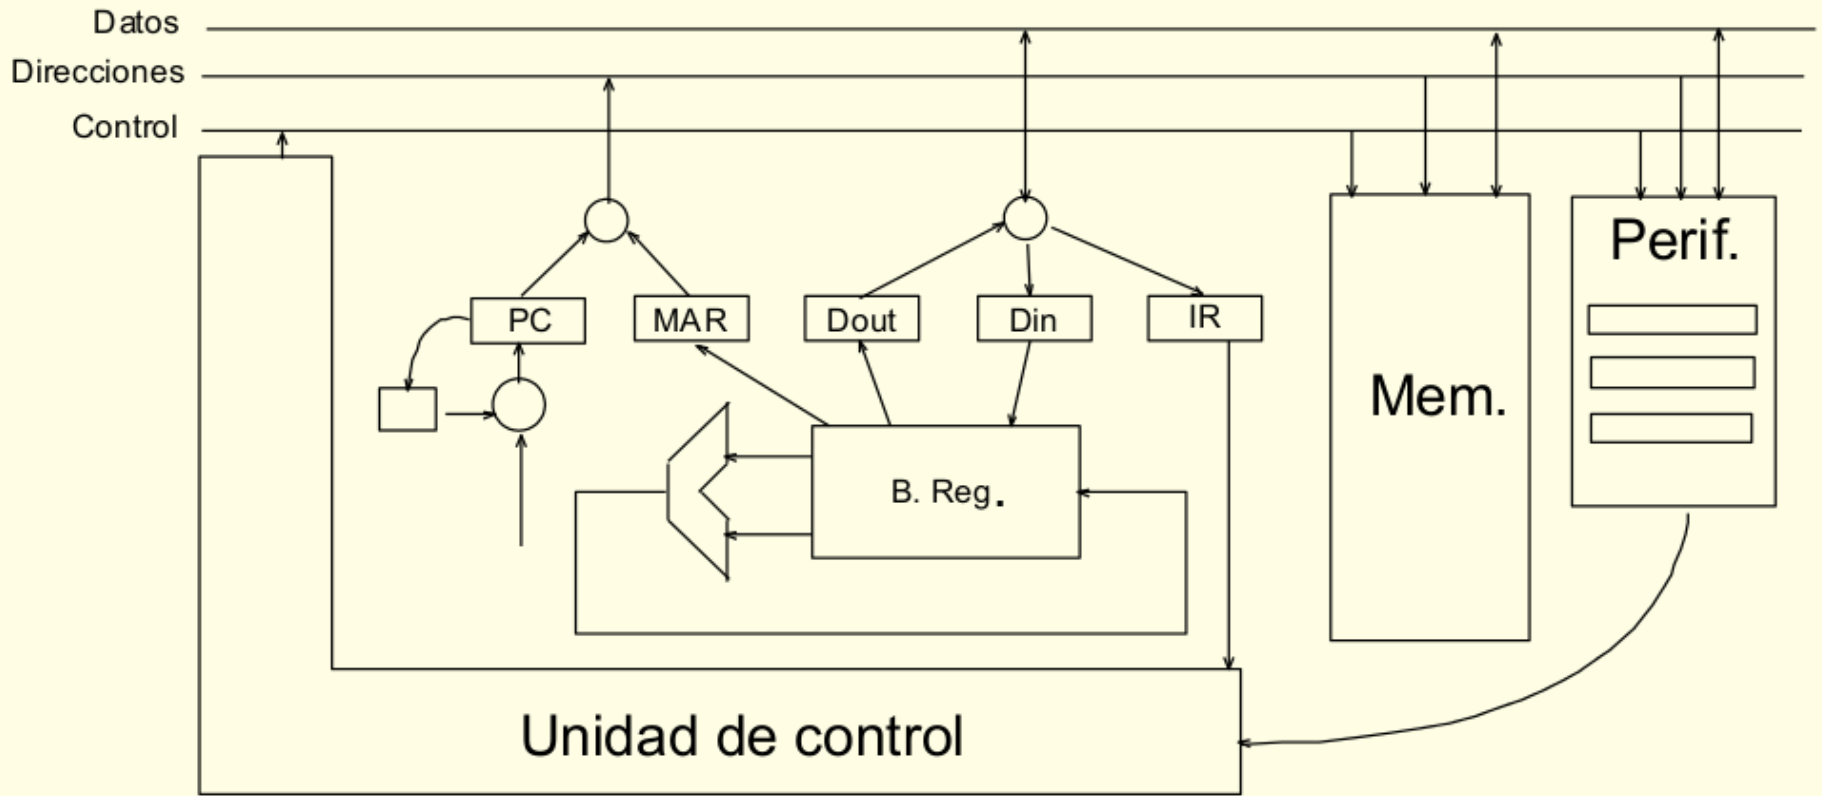 Datos
Direcciones
Control
Perif.
PC
MAR
Dout
Din
IR
Mem.
B. Reg.
Unidad de control